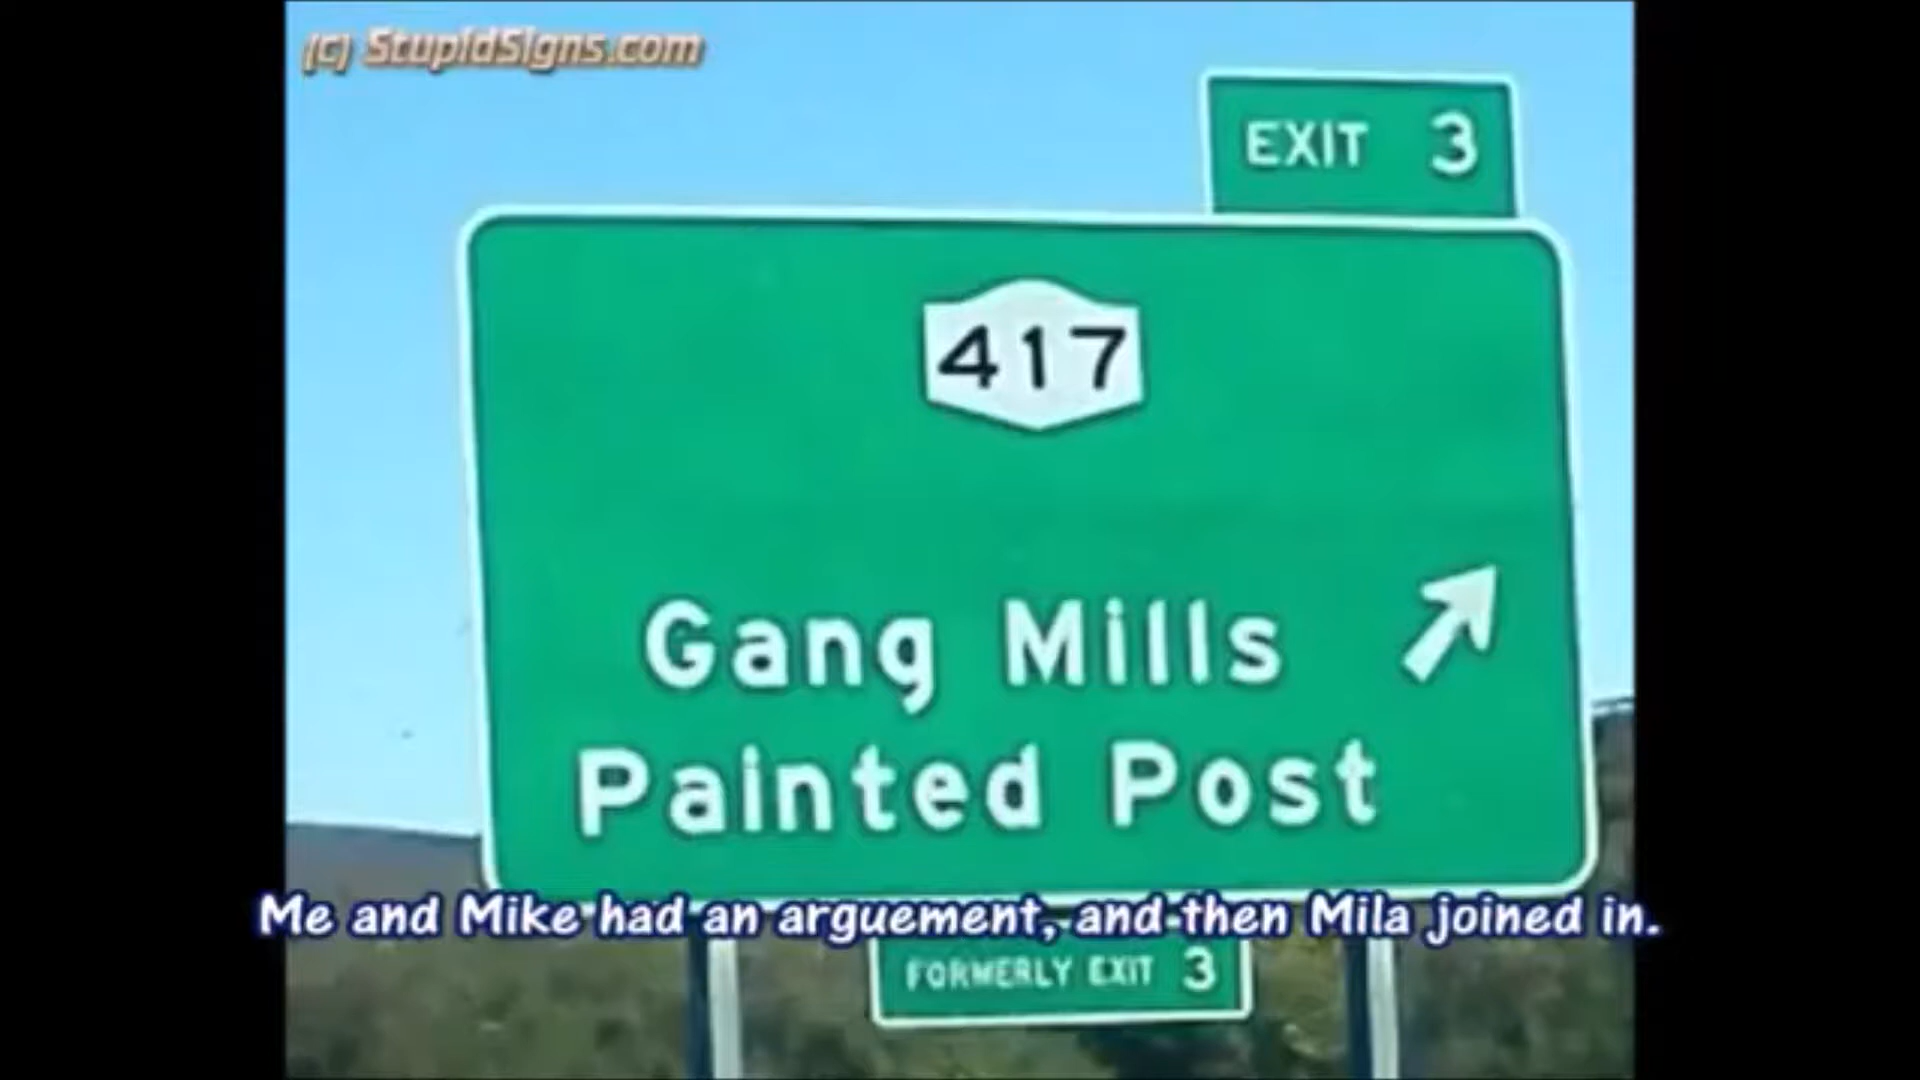 (c) StupidSigns.com
EXIT 3
417
Gang Mills
Painted Post
Me and Mike had an arguement, and then Mila joined in.
FORMERLY EXIT 3